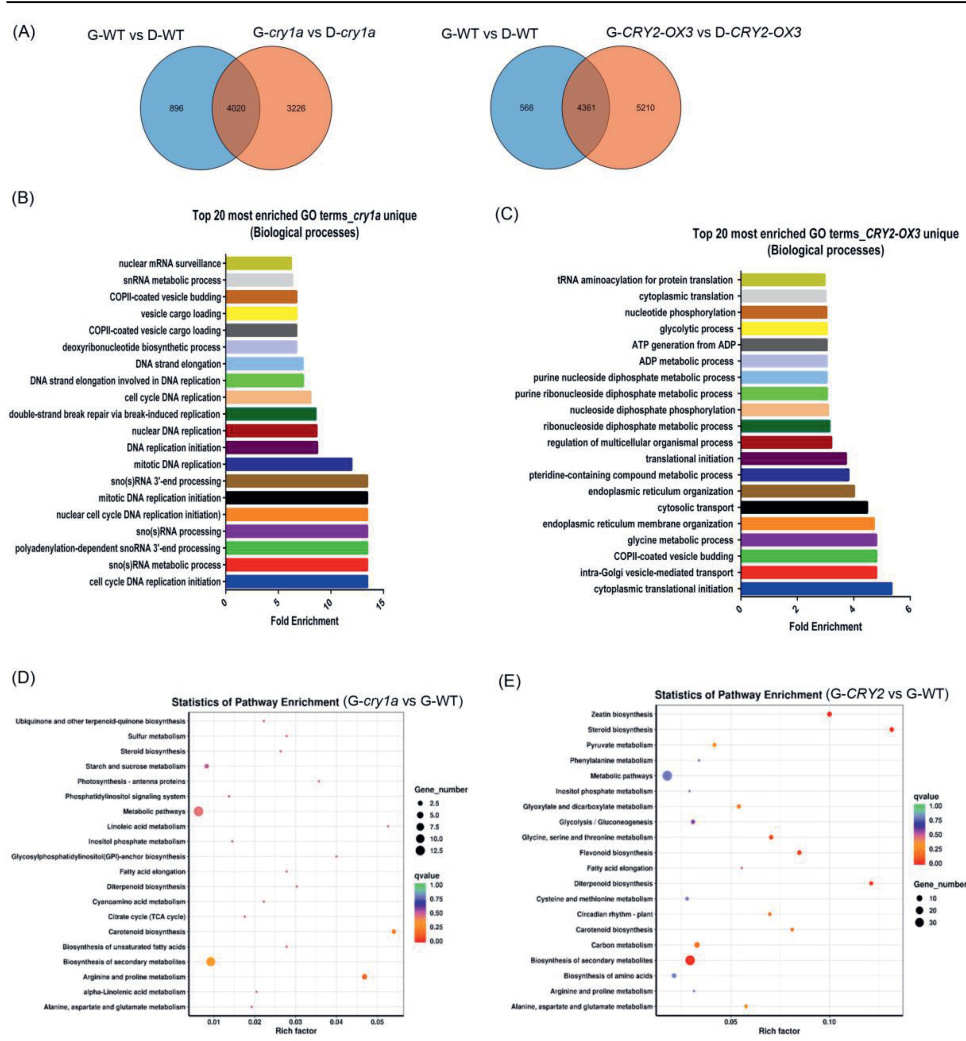 (A)
G-WT vs D-WT
G-cry1a vs D-cry1a
G-WT vs D-WT
G-CRY2-OX3 vs D-CRY2-OX3
896
4020
3226
568
4361
5210
(B)
Top 20 most enriched GO terms_cry1a unique
(Biological processes)
nuclear mRNA surveillance
snRNA metabolic process
COPII-coated vesicle budding
vesicle cargo loading
COPII-coated vesicle cargo loading
deoxyribonucleotide biosynthetic process
DNA strand elongation
DNA strand elongation involved in DNA replication
cell cycle DNA replication
double-strand break repair via break-induced replication
nuclear DNA replication
DNA replication initiation
mitotic DNA replication
sno(s)RNA 3'-end processing
mitotic DNA replication initiation
nuclear cell cycle DNA replication initiation)
sno(s)RNA processing
polyadenylation-dependent snoRNA 3'-end processing
sno(s)RNA metabolic process
cell cycle DNA replication initiation
0 5 10 15
Fold Enrichment
(C)
Top 20 most enriched GO terms_CRY2-OX3 unique
(Biological processes)
tRNA aminoacylation for protein translation
cytoplasmic translation
nucleotide phosphorylation
glycolytic process
ATP generation from ADP
ADP metabolic process
purine nucleoside diphosphate metabolic process
purine ribonucleoside diphosphate metabolic process
nucleoside diphosphate phosphorylation
ribonucleoside diphosphate metabolic process
regulation of multicellular organismal process
translational initiation
pteridine-containing compound metabolic process
endoplasmic reticulum organization
cytosolic transport
endoplasmic reticulum membrane organization
glycine metabolic process
COPII-coated vesicle budding
intra-Golgi vesicle-mediated transport
cytoplasmic translational initiation
0 2 4 6
Fold Enrichment
(D)
Statistics of Pathway Enrichment (G-cry1a vs G-WT)
Ubiquinone and other terpenoid-quinone biosynthesis
Sulfur metabolism
Steroid biosynthesis
Starch and sucrose metabolism
Photosynthesis - antenna proteins
Phosphatidylinositol signaling system
Metabolic pathways
Linoleic acid metabolism
Inositol phosphate metabolism
Glycosylphosphatidylinositol(GPI)-anchor biosynthesis
Fatty acid elongation
Diterpenoid biosynthesis
Cyanoamino acid metabolism
Citrate cycle (TCA cycle)
Carotenoid biosynthesis
Biosynthesis of unsaturated fatty acids
Biosynthesis of secondary metabolites
Arginine and proline metabolism
alpha-Linolenic acid metabolism
Alanine, aspartate and glutamate metabolism
0.01 0.02 0.03 0.04 0.05
Rich factor
Gene_number
2.5
5.0
7.5
10.0
12.5
qvalue
1.00
0.75
0.50
0.25
0.00
(E)
Statistics of Pathway Enrichment (G-CRY2 vs G-WT)
Zeatin biosynthesis
Steroid biosynthesis
Pyruvate metabolism
Phenylalanine metabolism
Metabolic pathways
Inositol phosphate metabolism
Glyoxylate and dicarboxylate metabolism
Glycolysis / Gluconeogenesis
Glycine, serine and threonine metabolism
Flavonoid biosynthesis
Fatty acid elongation
Diterpenoid biosynthesis
Cysteine and methionine metabolism
Circadian rhythm - plant
Carotenoid biosynthesis
Carbon metabolism
Biosynthesis of secondary metabolites
Biosynthesis of amino acids
Arginine and proline metabolism
Alanine, aspartate and glutamate metabolism
0.05 0.10
Rich factor
qvalue
1.00
0.75
0.50
0.25
0.00
Gene_number
10
20
30